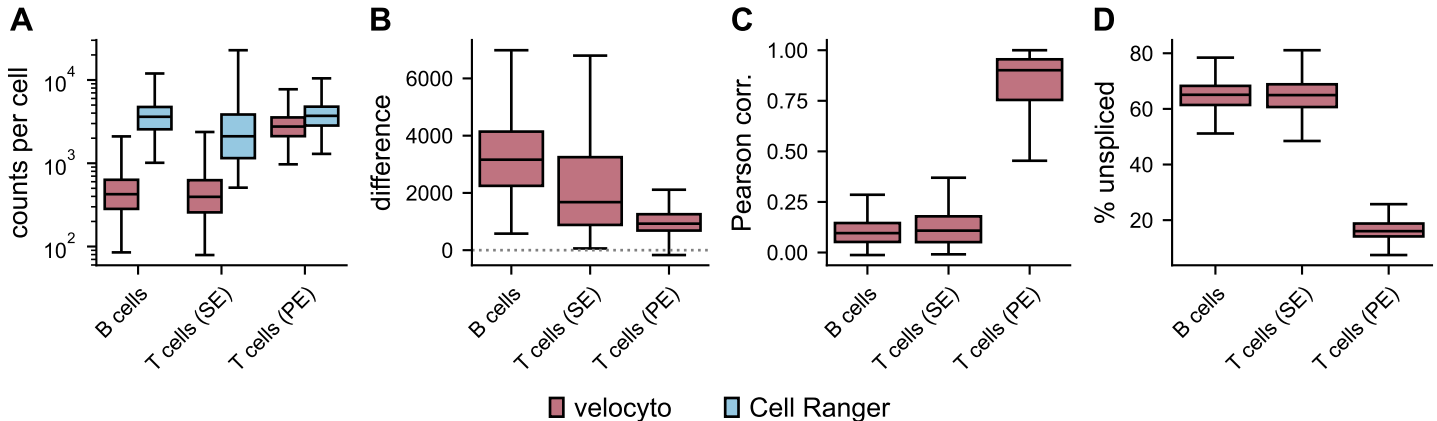 A
counts per cell
10^4
10^3
10^2
B cells
T cells (SE)
T cells (PE)
B
difference
6000
4000
2000
0
B cells
T cells (SE)
T cells (PE)
C
Pearson corr.
1.00
0.75
0.50
0.25
0.00
B cells
T cells (SE)
T cells (PE)
D
% unspliced
80
60
40
20
B cells
T cells (SE)
T cells (PE)
velocyto
Cell Ranger